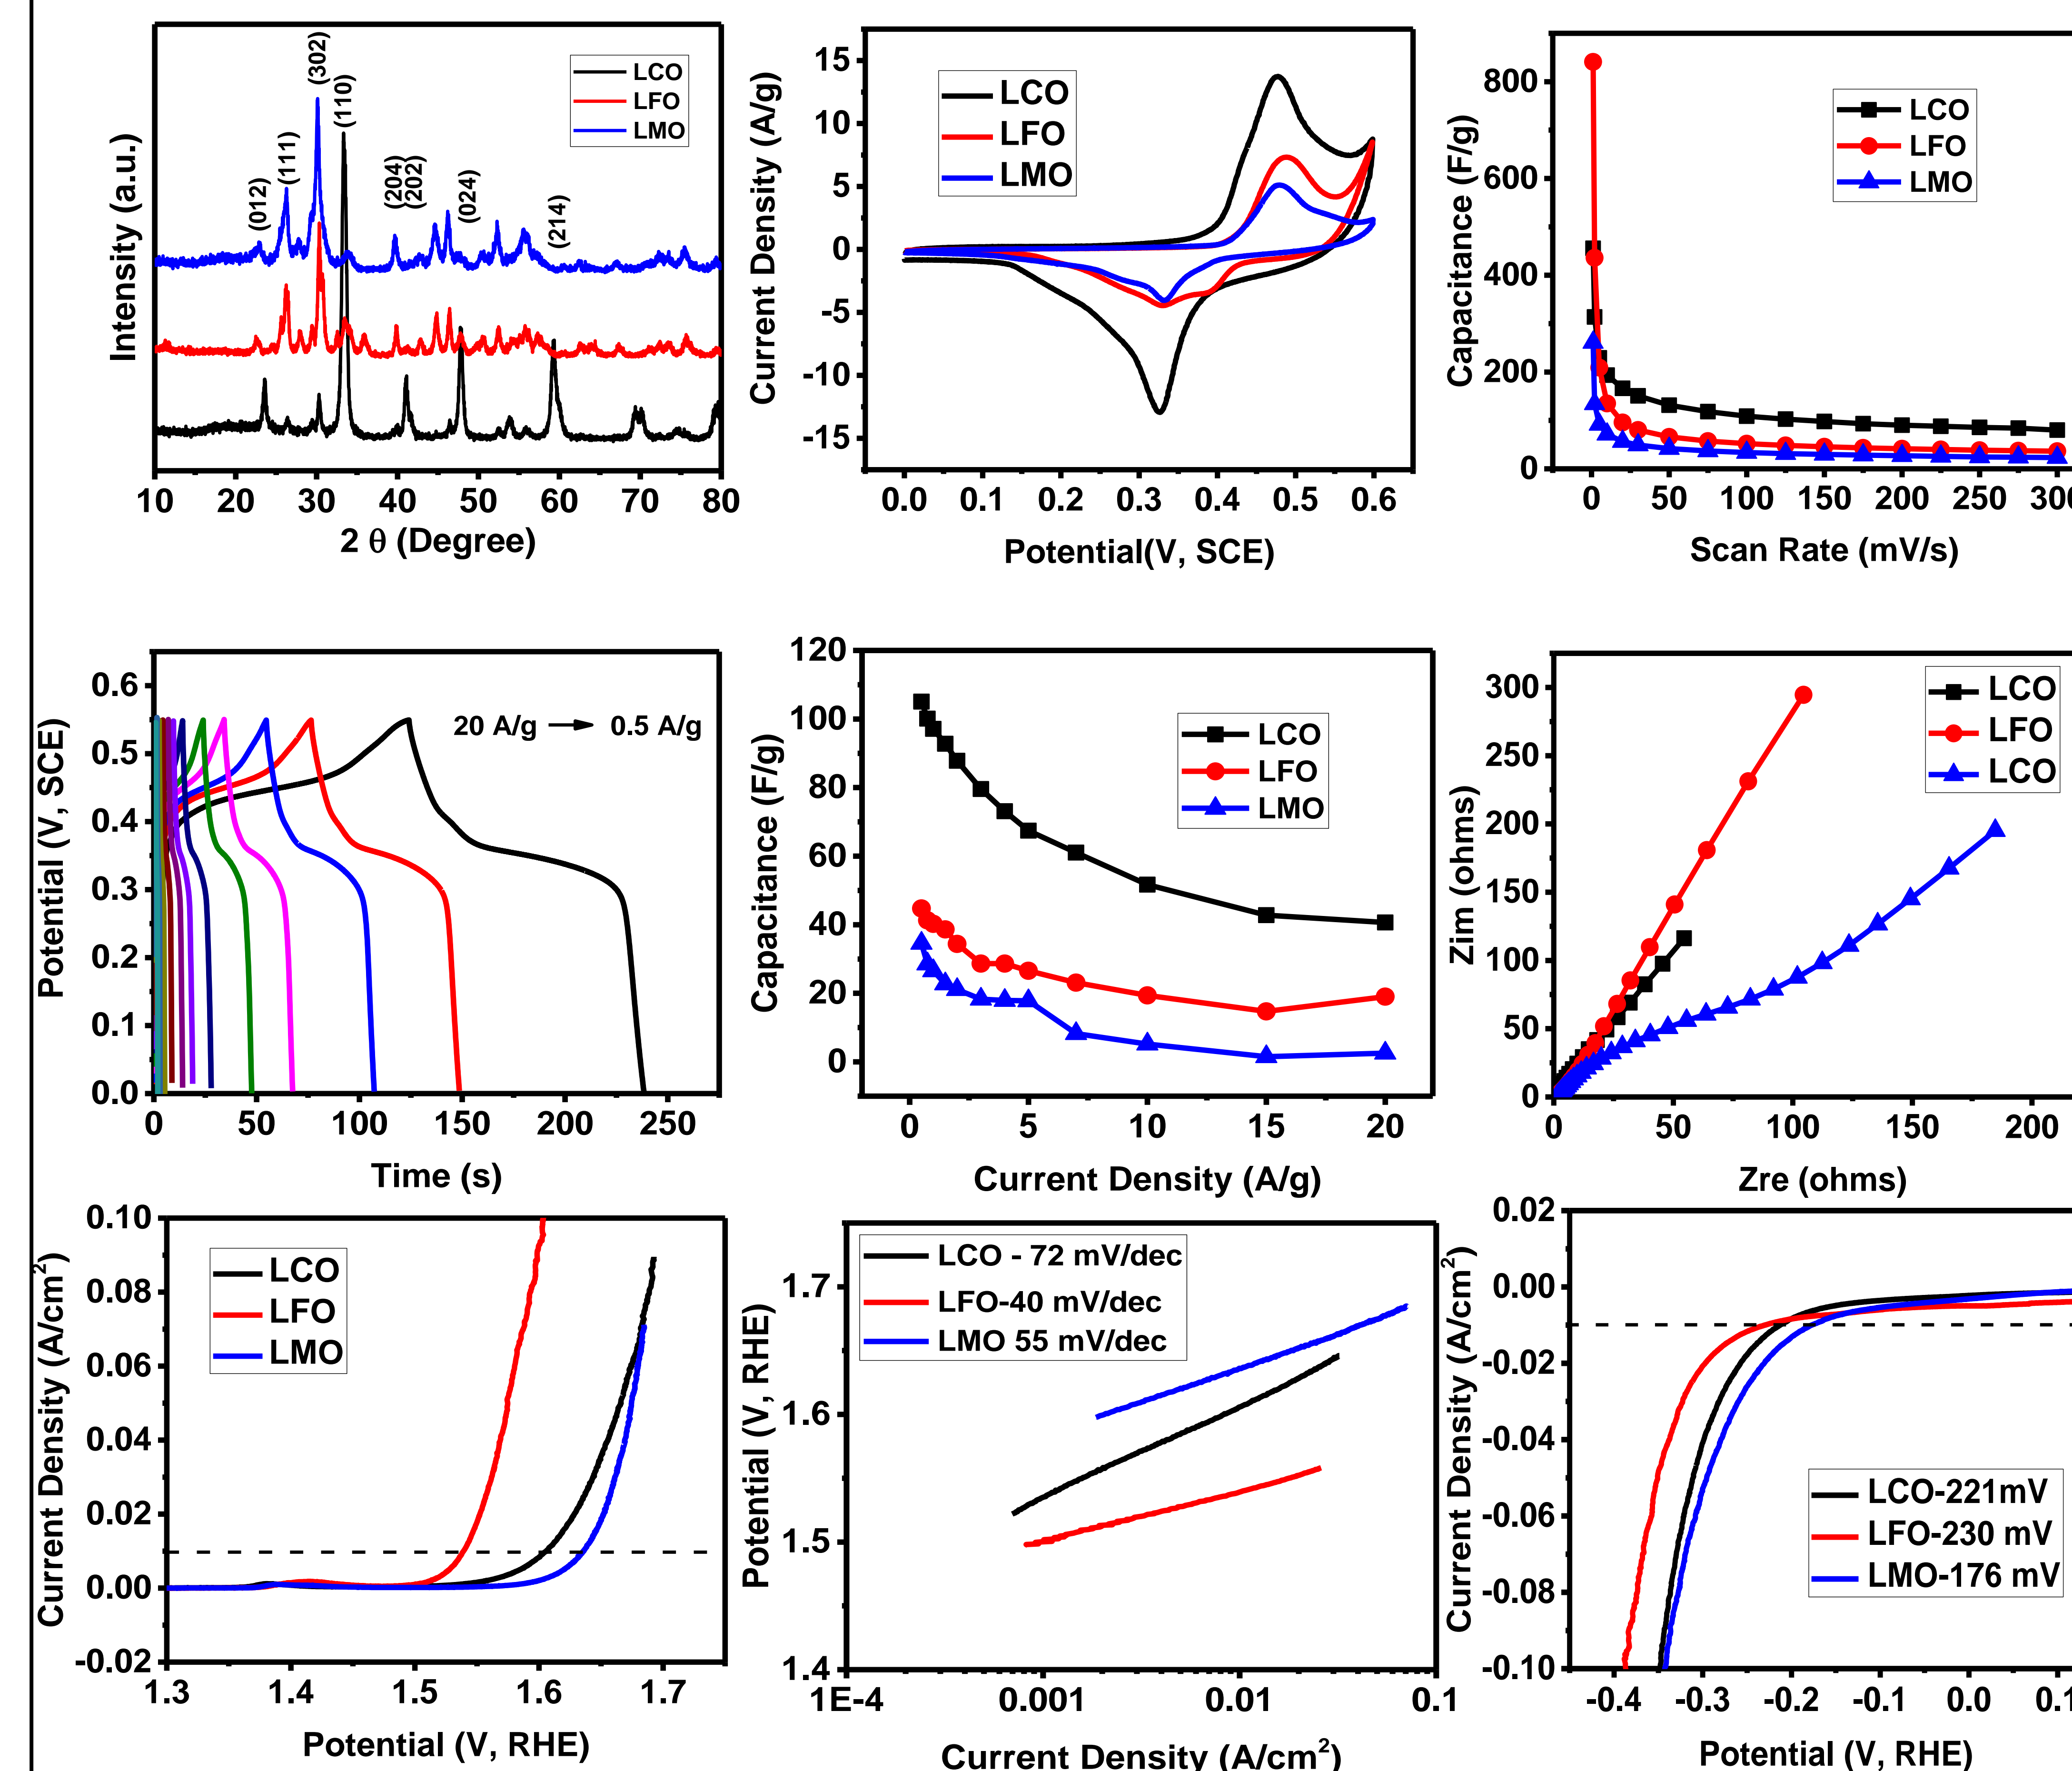 Intensity (a.u.)
(012)
(111)
(302)
(110)
(204)
(202)
(024)
(214)
LCO
LFO
LMO
10 20 30 40 50 60 70 80
2 θ (Degree)
Current Density (A/g)
15
10
5
0
-5
-10
-15
LCO
LFO
LMO
0.0 0.1 0.2 0.3 0.4 0.5 0.6
Potential(V, SCE)
Capacitance (F/g)
800
600
400
200
0
LCO
LFO
LMO
0 50 100 150 200 250 300
Scan Rate (mV/s)
Potential (V, SCE)
0.6
0.5
0.4
0.3
0.2
0.1
0.0
20 A/g → 0.5 A/g
0 50 100 150 200 250
Time (s)
Capacitance (F/g)
120
100
80
60
40
20
0
LCO
LFO
LMO
0 5 10 15 20
Current Density (A/g)
Zim (ohms)
300
250
200
150
100
50
0
LCO
LFO
LCO
0 50 100 150 200
Zre (ohms)
Current Density (A/cm²)
0.10
0.08
0.06
0.04
0.02
0.00
-0.02
LCO
LFO
LMO
1.3 1.4 1.5 1.6 1.7
Potential (V, RHE)
Potential (V, RHE)
1.7
1.6
1.5
1.4
LCO - 72 mV/dec
LFO-40 mV/dec
LMO 55 mV/dec
1E-4 0.001 0.01 0.1
Current Density (A/cm²)
Current Density (A/cm²)
0.02
0.00
-0.02
-0.04
-0.06
-0.08
-0.10
LCO-221mV
LFO-230 mV
LMO-176 mV
-0.4 -0.3 -0.2 -0.1 0.0 0.1
Potential (V, RHE)